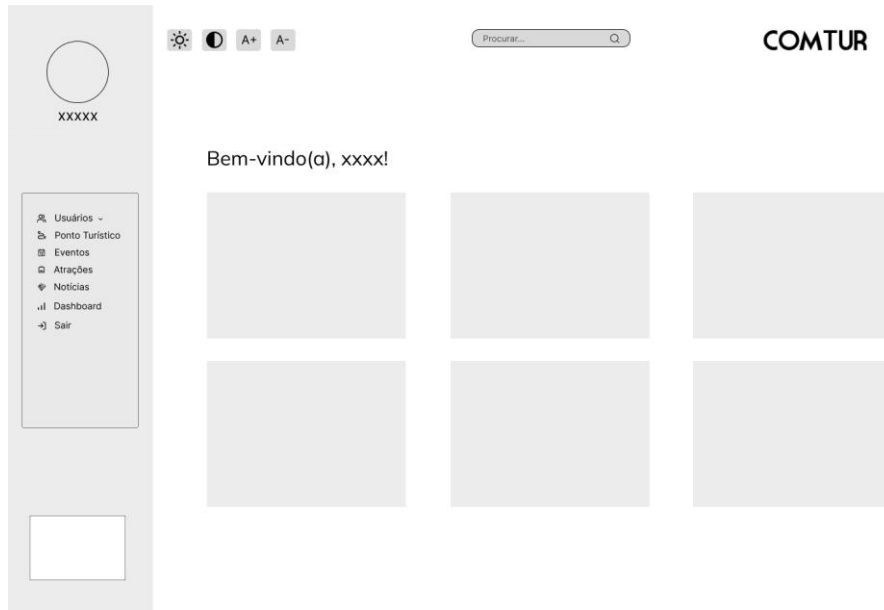 A+ A-
Procurar...
COMTUR
xxxxx
Bem-vindo(a), xxxx!
Usuários
Ponto Turístico
Eventos
Atrações
Notícias
Dashboard
Sair